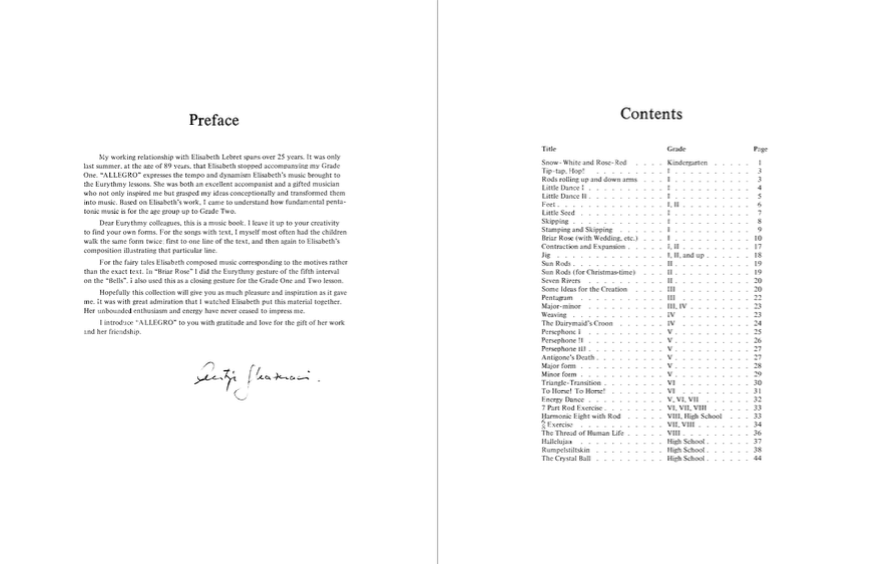 Preface
My working relationship with Elisabeth Lebret spans over 25 years. It was only
last summer, at the age of 89 years, that Elisabeth stopped accompanying my Grade
One. "ALLEGRO" expresses the tempo and dynamism Elisabeth's music brought to
the Eurythmy lessons. She was both an excellent accompanist and a gifted musician
who not only inspired me but grasped my ideas conceptionally and transformed them
into music. Based on Elisabeth's work, I came to understand how fundamental penta-
tonic music is for the age group up to Grade Two.
Dear Eurythmy colleagues, this is a music book. I leave it up to your creativity
to find your own forms. For the songs with text, I myself most often had the children
walk the same form twice: first to one line of the text, and then again to Elisabeth's
composition illustrating that particular line.
For the fairy tales Elisabeth composed music corresponding to the motives rather
than the exact text. In "Briar Rose" I did the Eurythmy gesture of the fifth interval
on the "Bells". I also used this as a closing gesture for the Grade One and Two lesson.
Hopefully this collection will give you as much pleasure and inspiration as it gave
me. It was with great admiration that I watched Elisabeth put this material together.
Her unbounded enthusiasm and energy have never ceased to impress me.
I introduce "ALLEGRO" to you with gratitude and love for the gift of her work
and her friendship.
Contents
Title Grade Page
Snow-White and Rose-Red . . . . Kindergarten . . . . . . 1
Tip-tap, Hop! . . . . . . . . . I . . . . . . . . . 3
Rods rolling up and down arms . . . I . . . . . . . . . 3
Little Dance I . . . . . . . . . I . . . . . . . . . 4
Little Dance II . . . . . . . . . I . . . . . . . . . 5
Feet . . . . . . . . . . . . I, II . . . . . . . . 6
Little Seed . . . . . . . . . . I . . . . . . . . . 7
Skipping . . . . . . . . . . . I . . . . . . . . . 8
Stamping and Skipping . . . . . . I . . . . . . . . . 9
Briar Rose (with Wedding, etc.) . . . I . . . . . . . . . 10
Contraction and Expansion . . . . . I, II . . . . . . . . 17
Jig . . . . . . . . . . . . I, II, and up . . . . . . 18
Sun Rods . . . . . . . . . . . II . . . . . . . . . 19
Sun Rods (for Christmas-time) . . . II . . . . . . . . . 19
Seven Rivers . . . . . . . . . . II . . . . . . . . . 20
Some Ideas for the Creation . . . . III . . . . . . . . . 20
Pentagram . . . . . . . . . . III . . . . . . . . . 22
Major-minor . . . . . . . . . . III, IV . . . . . . . . 23
Weaving . . . . . . . . . . . IV . . . . . . . . . 23
The Dairymaid's Croon . . . . . . IV . . . . . . . . . 24
Persephone I . . . . . . . . . . V . . . . . . . . . 25
Persephone II . . . . . . . . . V . . . . . . . . . 26
Persephone III . . . . . . . . . V . . . . . . . . . 27
Antigone's Death . . . . . . . . V . . . . . . . . . 27
Major form . . . . . . . . . . V . . . . . . . . . 28
Minor form . . . . . . . . . . V . . . . . . . . . 29
Triangle-Transition . . . . . . . VI . . . . . . . . . 30
To Horse! To Horse! . . . . . . . VI . . . . . . . . . 31
Energy Dance . . . . . . . . . V, VI, VII . . . . . . . 32
7 Part Rod Exercise . . . . . . . VI, VII, VIII . . . . . . 33
Harmonic Eight with Rod . . . . . VIII, High School . . . . 33
Exercise . . . . . . . . . . VII, VIII . . . . . . . 34
The Thread of Human Life . . . . . VIII . . . . . . . . . 36
Hallelujas . . . . . . . . . . High School . . . . . . 37
Rumpelstiltskin . . . . . . . . . High School . . . . . . 38
The Crystal Ball . . . . . . . . High School . . . . . . 44